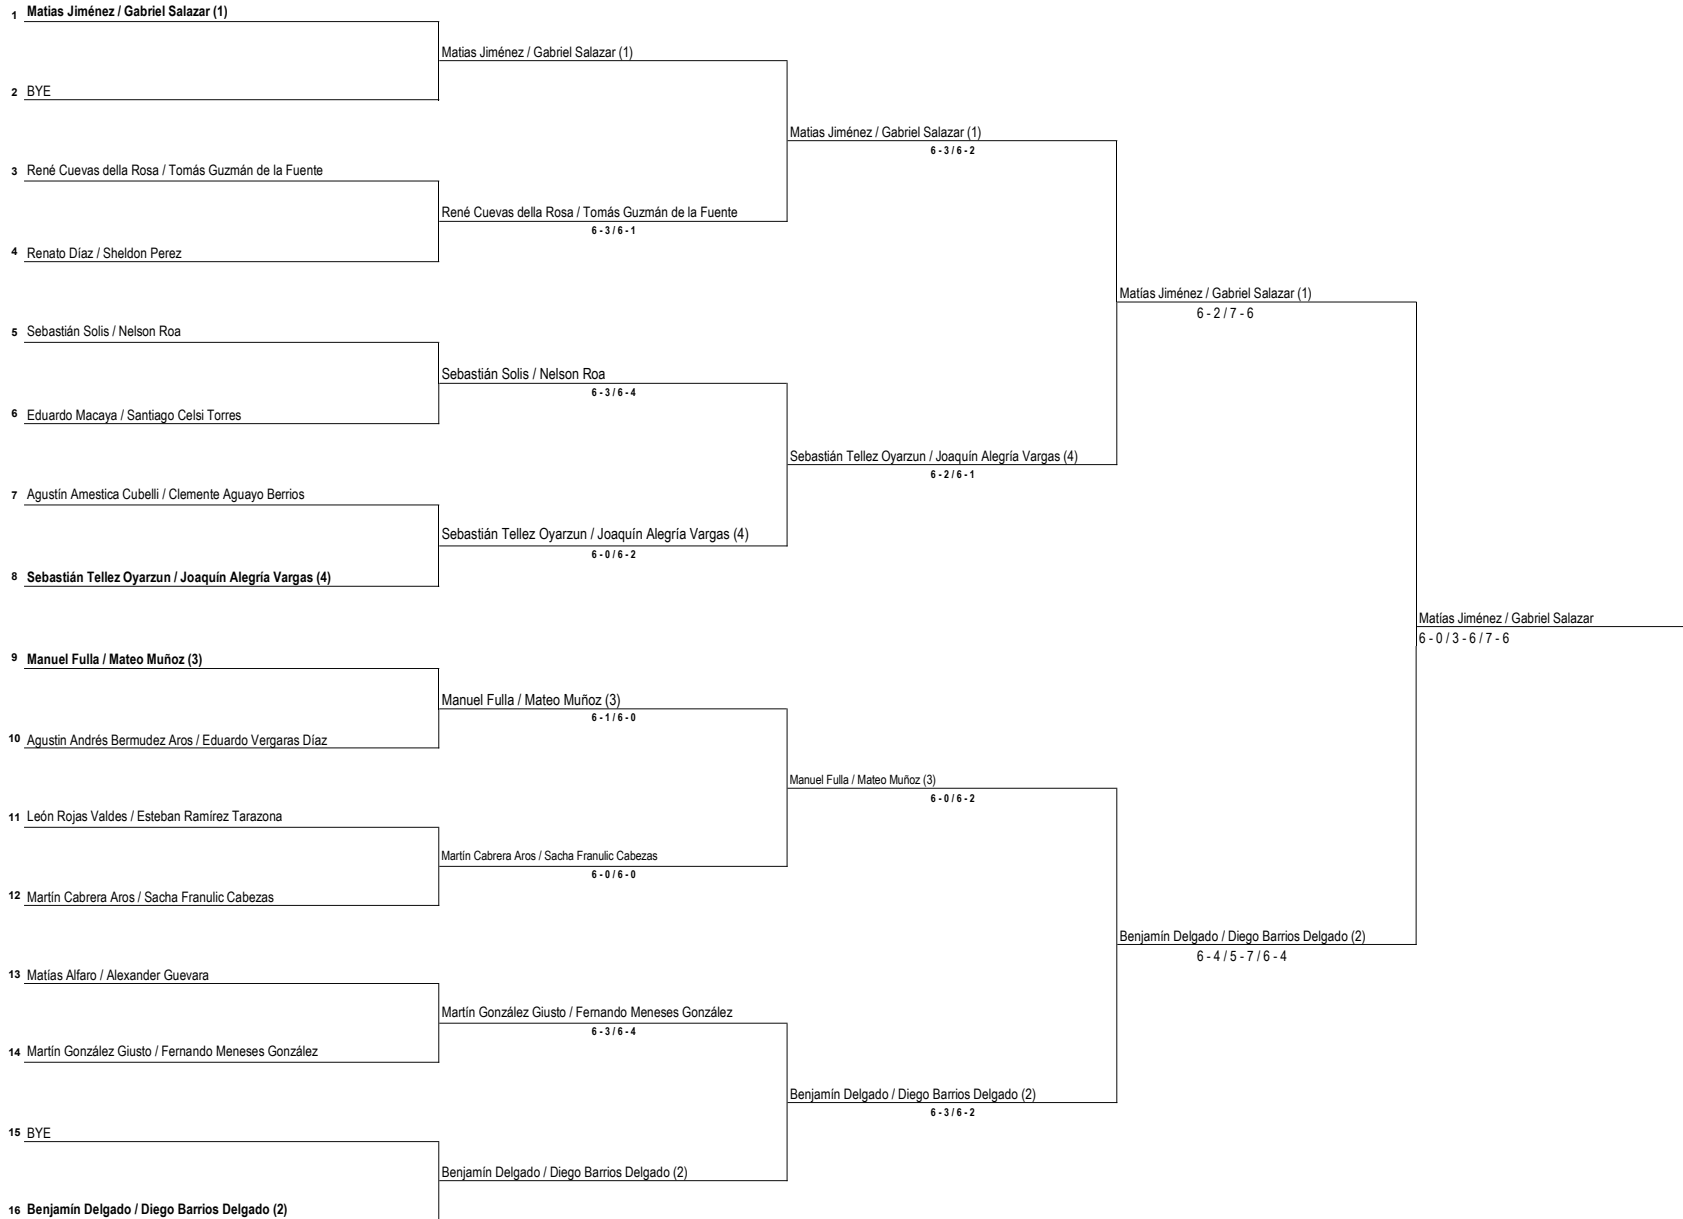 1 Matias Jiménez / Gabriel Salazar (1)
Matias Jiménez / Gabriel Salazar (1)
2 BYE
Matias Jiménez / Gabriel Salazar (1)
6 - 3 / 6 - 2
3 René Cuevas della Rosa / Tomás Guzmán de la Fuente
René Cuevas della Rosa / Tomás Guzmán de la Fuente
6 - 3 / 6 - 1
4 Renato Díaz / Sheldon Perez
Matías Jiménez / Gabriel Salazar (1)
6 - 2 / 7 - 6
5 Sebastián Solis / Nelson Roa
Sebastián Solis / Nelson Roa
6 - 3 / 6 - 4
6 Eduardo Macaya / Santiago Celsi Torres
Sebastián Tellez Oyarzun / Joaquín Alegría Vargas (4)
6 - 2 / 6 - 1
7 Agustín Amestica Cubelli / Clemente Aguayo Berrios
Sebastián Tellez Oyarzun / Joaquín Alegría Vargas (4)
6 - 0 / 6 - 2
8 Sebastián Tellez Oyarzun / Joaquín Alegría Vargas (4)
Matías Jiménez / Gabriel Salazar
6 - 0 / 3 - 6 / 7 - 6
9 Manuel Fulla / Mateo Muñoz (3)
Manuel Fulla / Mateo Muñoz (3)
6 - 1 / 6 - 0
10 Agustin Andrés Bermudez Aros / Eduardo Vergaras Díaz
Manuel Fulla / Mateo Muñoz (3)
6 - 0 / 6 - 2
11 León Rojas Valdes / Esteban Ramírez Tarazona
Martín Cabrera Aros / Sacha Franulic Cabezas
6 - 0 / 6 - 0
12 Martín Cabrera Aros / Sacha Franulic Cabezas
Benjamín Delgado / Diego Barrios Delgado (2)
6 - 4 / 5 - 7 / 6 - 4
13 Matías Alfaro / Alexander Guevara
Martín González Giusto / Fernando Meneses González
6 - 3 / 6 - 4
14 Martín González Giusto / Fernando Meneses González
Benjamín Delgado / Diego Barrios Delgado (2)
6 - 3 / 6 - 2
15 BYE
Benjamín Delgado / Diego Barrios Delgado (2)
16 Benjamín Delgado / Diego Barrios Delgado (2)